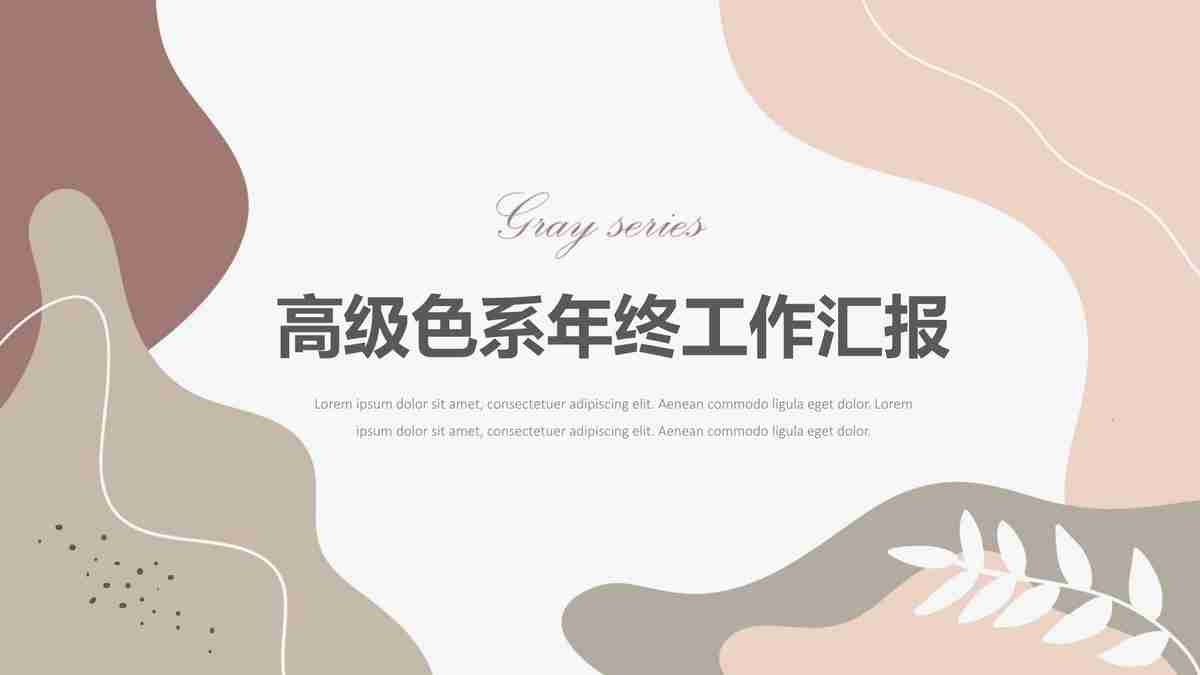 Gray series
高级色系年终工作汇报
Lorem ipsum dolor sit amet, consectetuer adipiscing elit. Aenean commodo ligula eget dolor. Lorem
ipsum dolor sit amet, consectetuer adipiscing elit. Aenean commodo ligula eget dolor.